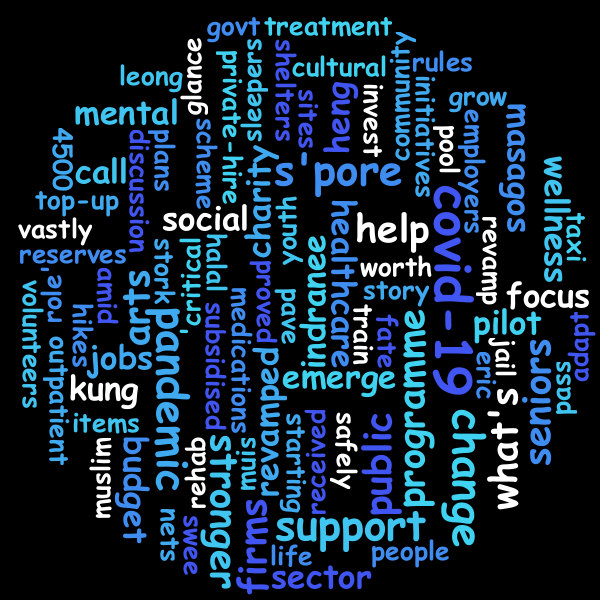 govt
treatment
glance
shelters
community
rules
leong
private-hire
sleepers
cultural
initiatives
grow
mental
sites
heng
invest
employers
masagos
4500
discussion
plans
scheme
pool
call
charity
s'pore
wellness
top-up
social
youth
healthcare
help
covid-19
revamp
taxi
vastly
reserves
stork
'critical
halal
indranee
worth
focus
role,
amid
strp
proved
evad
story
pilot
adapt
volunteers
hikes
pandemic
subsidised
medications
train
fate
programme
jail
outpatient
jobs
revamped
emerge
eric
seniors
pass
kung
items
starting
received
safely
public
change
what's
muslim
budget
rehab
stronger
muis
nets
swee
firms
support
life
people
sector